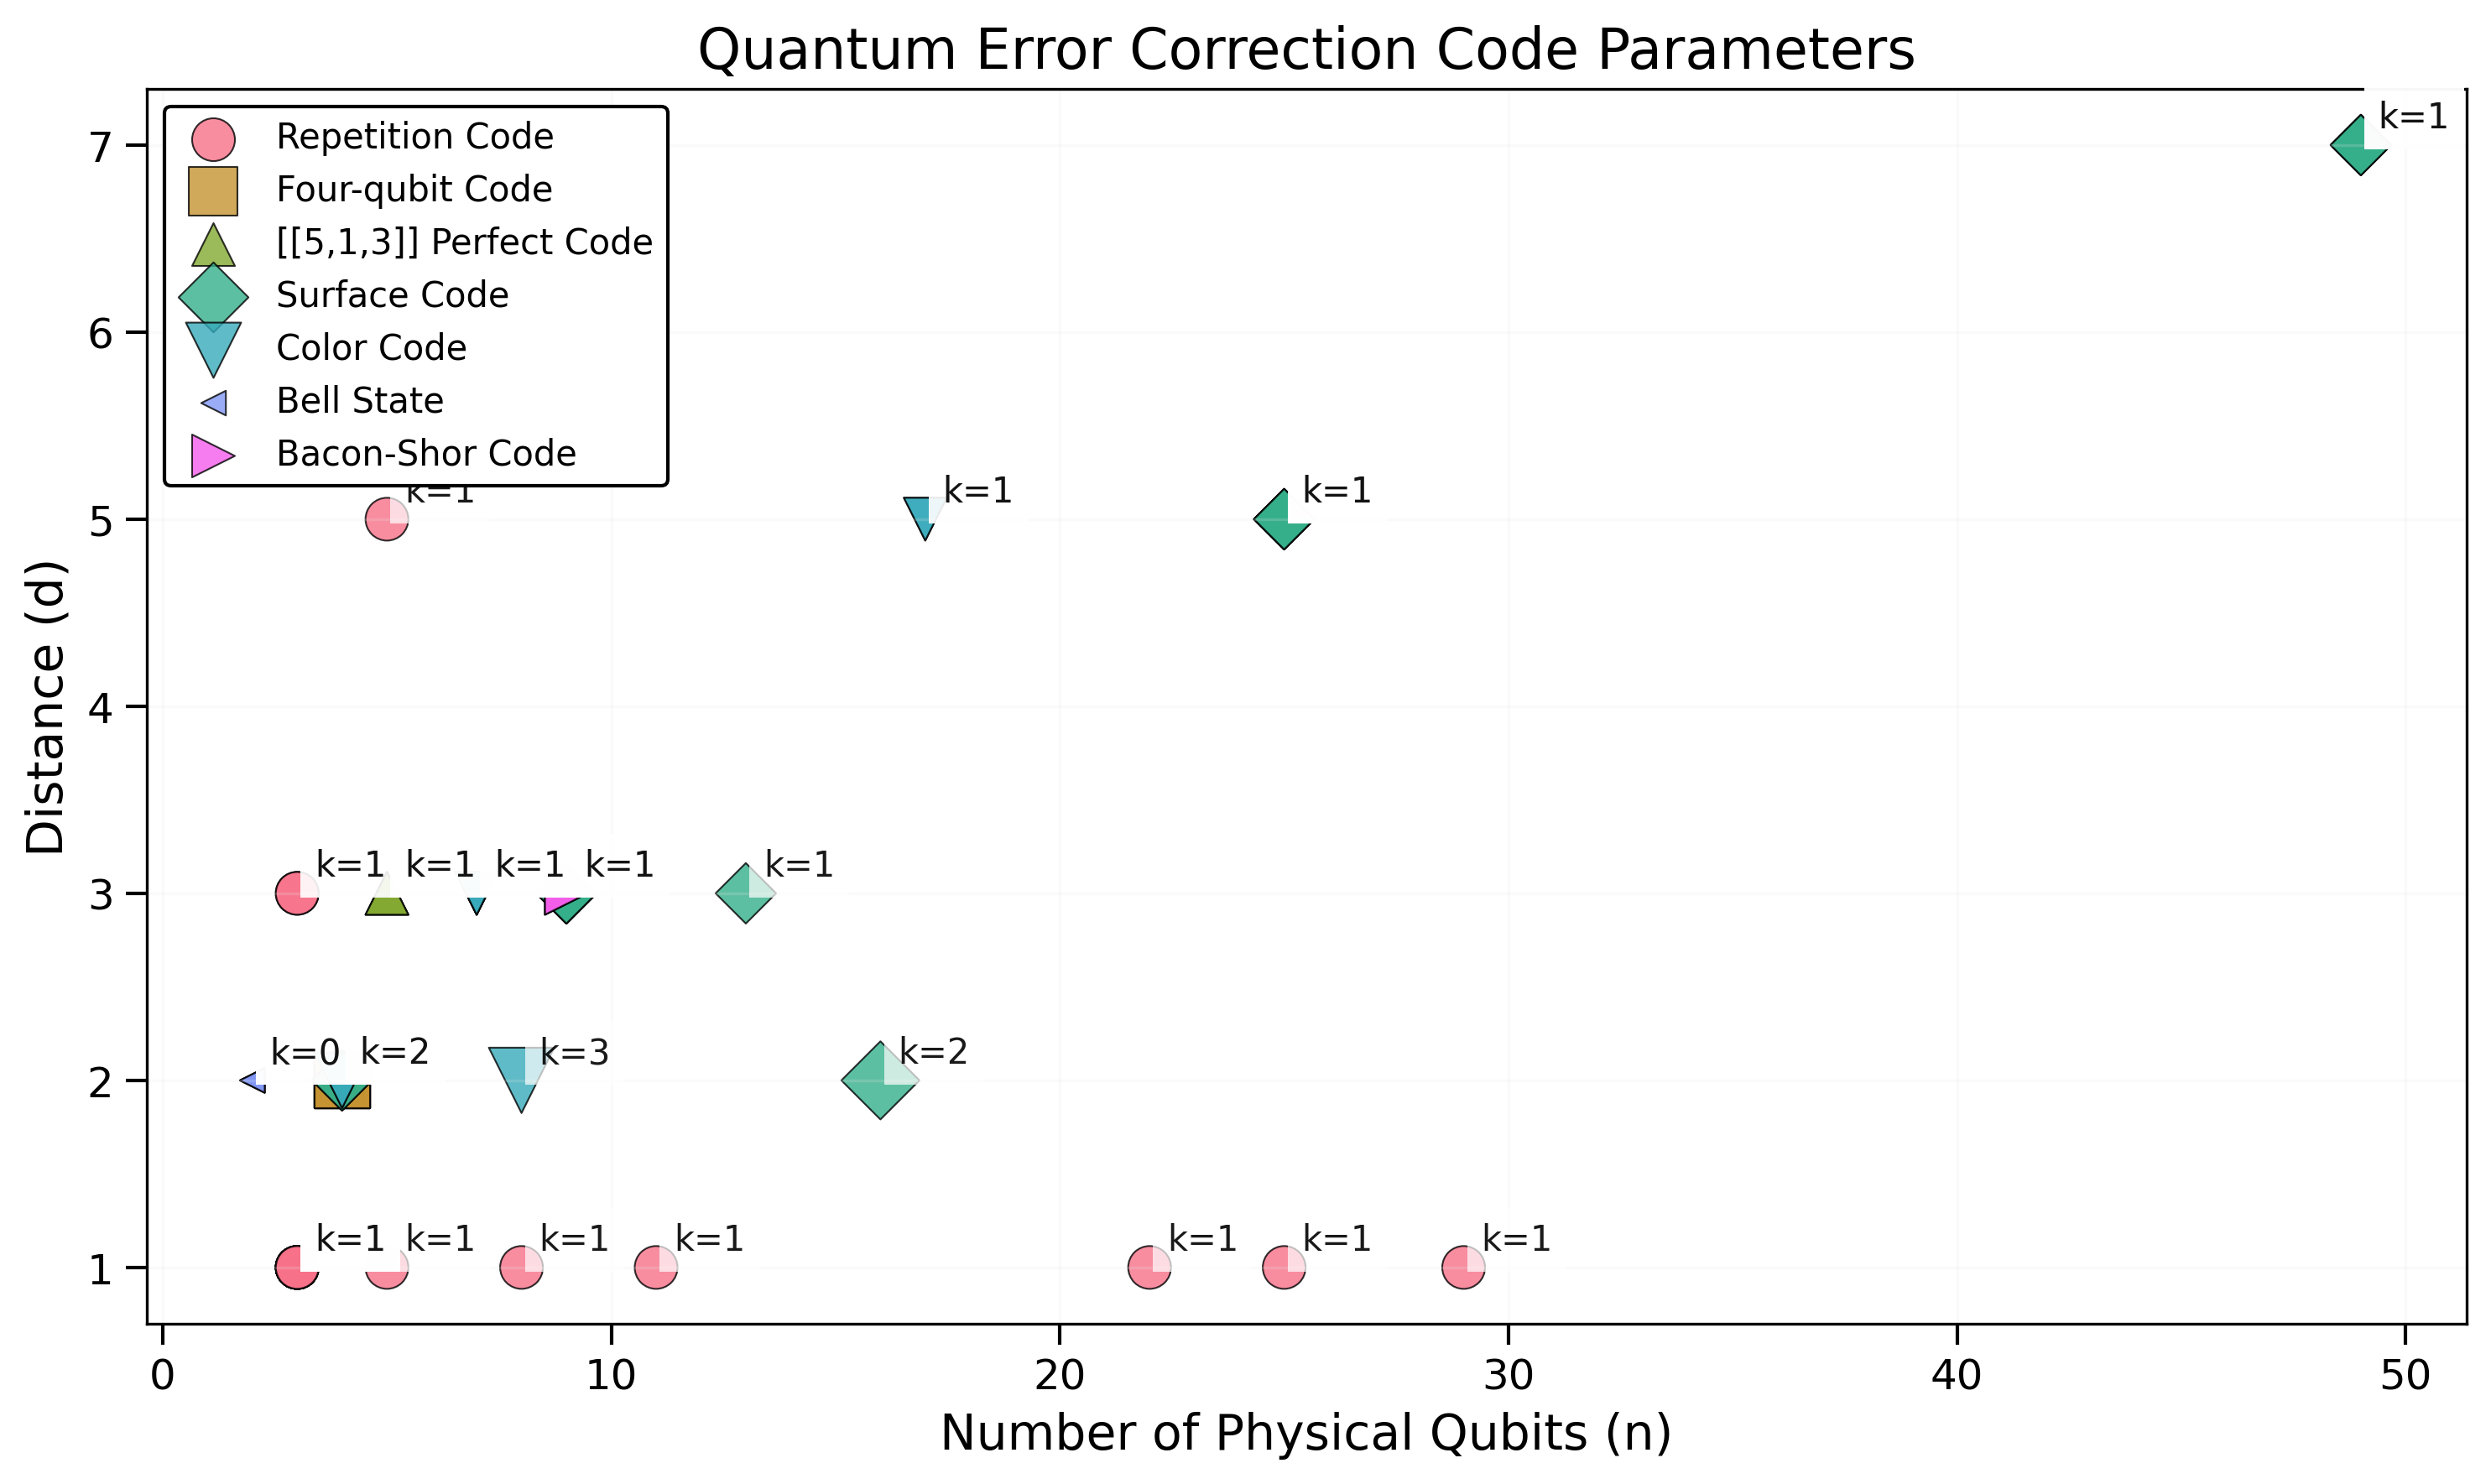 Quantum Error Correction Code Parameters
Repetition Code
Four-qubit Code
[[5,1,3]] Perfect Code
Surface Code
Color Code
Bell State
Bacon-Shor Code
k=1
7
6
5
4
3
2
1
Distance (d)
k=1 k=1 k=1
k=1 k=1 k=1 k=1 k=1
k=0 k=2 k=3 k=2
k=1 k=1 k=1 k=1 k=1 k=1 k=1
0 10 20 30 40 50
Number of Physical Qubits (n)